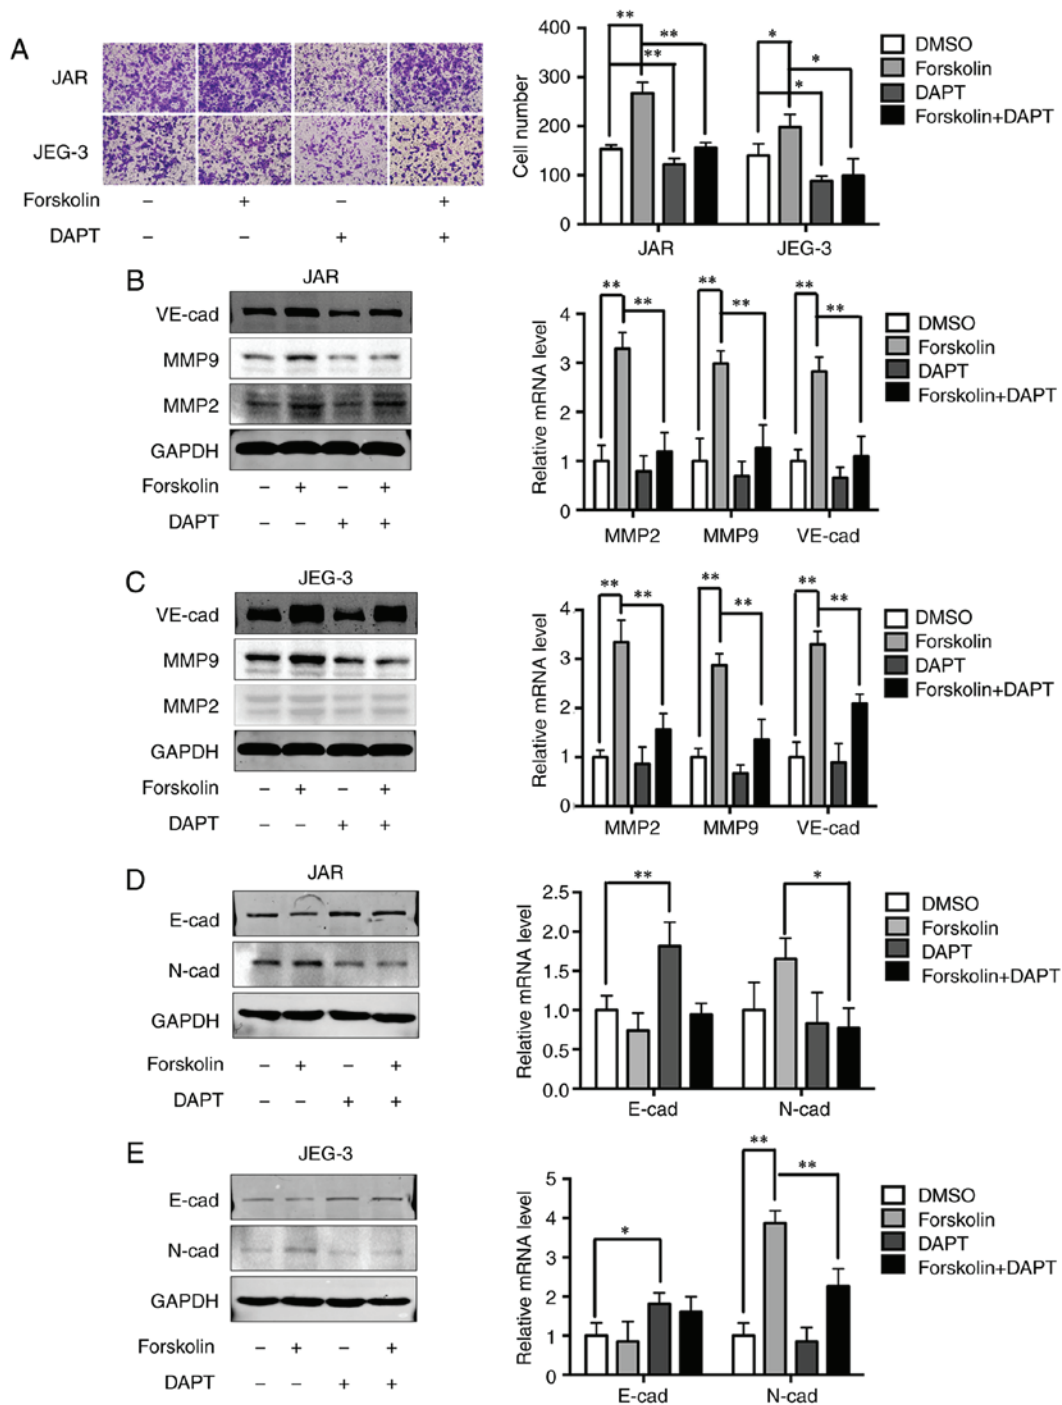 A
JAR
JEG-3
Forskolin − + − +
DAPT − − + +
Cell number
400
300
200
100
0
** ** **
* * *
JAR JEG-3
DMSO
Forskolin
DAPT
Forskolin+DAPT
B
JAR
VE-cad
MMP9
MMP2
GAPDH
Forskolin − + − +
DAPT − − + +
Relative mRNA level
4
3
2
1
0
** ** ** ** ** **
MMP2 MMP9 VE-cad
DMSO
Forskolin
DAPT
Forskolin+DAPT
C
JEG-3
VE-cad
MMP9
MMP2
GAPDH
Forskolin − + − +
DAPT − − + +
Relative mRNA level
4
3
2
1
0
** ** ** ** ** **
MMP2 MMP9 VE-cad
DMSO
Forskolin
DAPT
Forskolin+DAPT
D
JAR
E-cad
N-cad
GAPDH
Forskolin − + − +
DAPT − − + +
Relative mRNA level
2.5
2.0
1.5
1.0
0.5
0.0
** *
E-cad N-cad
DMSO
Forskolin
DAPT
Forskolin+DAPT
E
JEG-3
E-cad
N-cad
GAPDH
Forskolin − + − +
DAPT − − + +
Relative mRNA level
5
4
3
2
1
0
* ** **
E-cad N-cad
DMSO
Forskolin
DAPT
Forskolin+DAPT